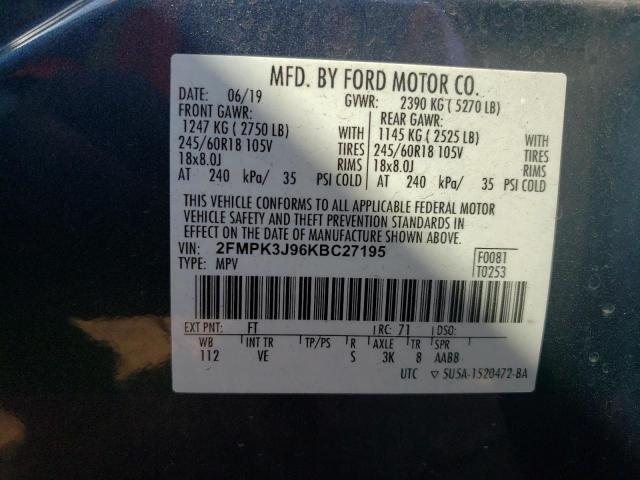 MFD. BY FORD MOTOR CO.
DATE: 06/19 GVWR: 2390 KG ( 5270 LB)
FRONT GAWR: REAR GAWR:
1247 KG ( 2750 LB) WITH 1145 KG ( 2525 LB) WITH
245/60R18 105V TIRES 245/60R18 105V TIRES
18x8.0J RIMS 18x8.0J RIMS
AT 240 kPa/ 35 PSI COLD AT 240 kPa/ 35 PSI COLD
THIS VEHICLE CONFORMS TO ALL APPLICABLE FEDERAL MOTOR
VEHICLE SAFETY AND THEFT PREVENTION STANDARDS IN
EFFECT ON THE DATE OF MANUFACTURE SHOWN ABOVE.
VIN: 2FMPK3J96KBC27195 F0081
TYPE: MPV T0253
EXT PNT: FT RC: 71 DSO:
WB INT TR TP/PS R AXLE TR SPR
112 VE S 3K 8 AABB
UTC ▽ 5U5A-1520472-BA